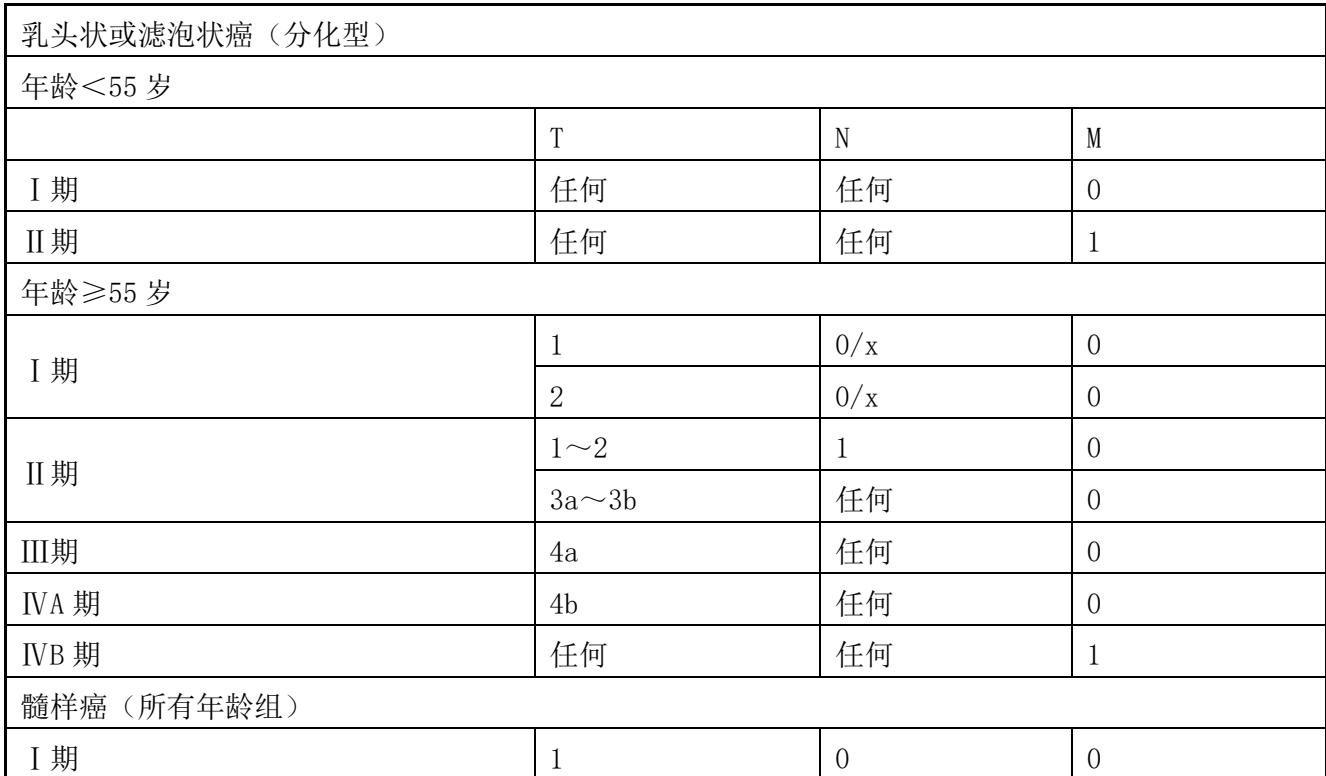 乳头状或滤泡状癌（分化型）
年龄＜55 岁
T N M
Ⅰ期 任何 任何 0
Ⅱ期 任何 任何 1
年龄≥55 岁
Ⅰ期 1 0/x 0
2 0/x 0
Ⅱ期 1～2 1 0
3a～3b 任何 0
Ⅲ期 4a 任何 0
ⅣA 期 4b 任何 0
ⅣB 期 任何 任何 1
髓样癌（所有年龄组）
Ⅰ期 1 0 0